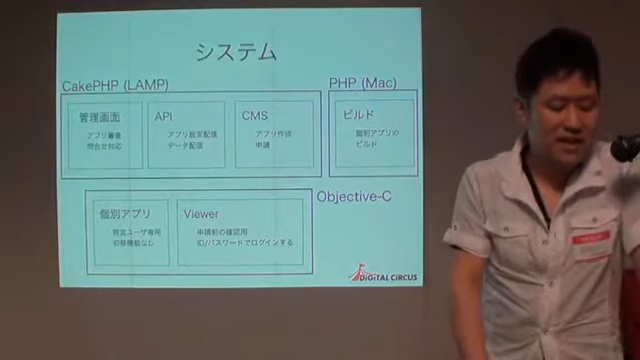 システム
CakePHP (LAMP)
PHP (Mac)
管理画面
アプリ審査
問合せ対応
API
アプリ設定配信
データ配信
CMS
アプリ作成
申請
ビルド
個別アプリの
ビルド
個別アプリ
特定ユーザ専用
切替機能なし
Viewer
申請前の確認用
ID/パスワードでログインする
Objective-C
DIGITAL CIRCUS